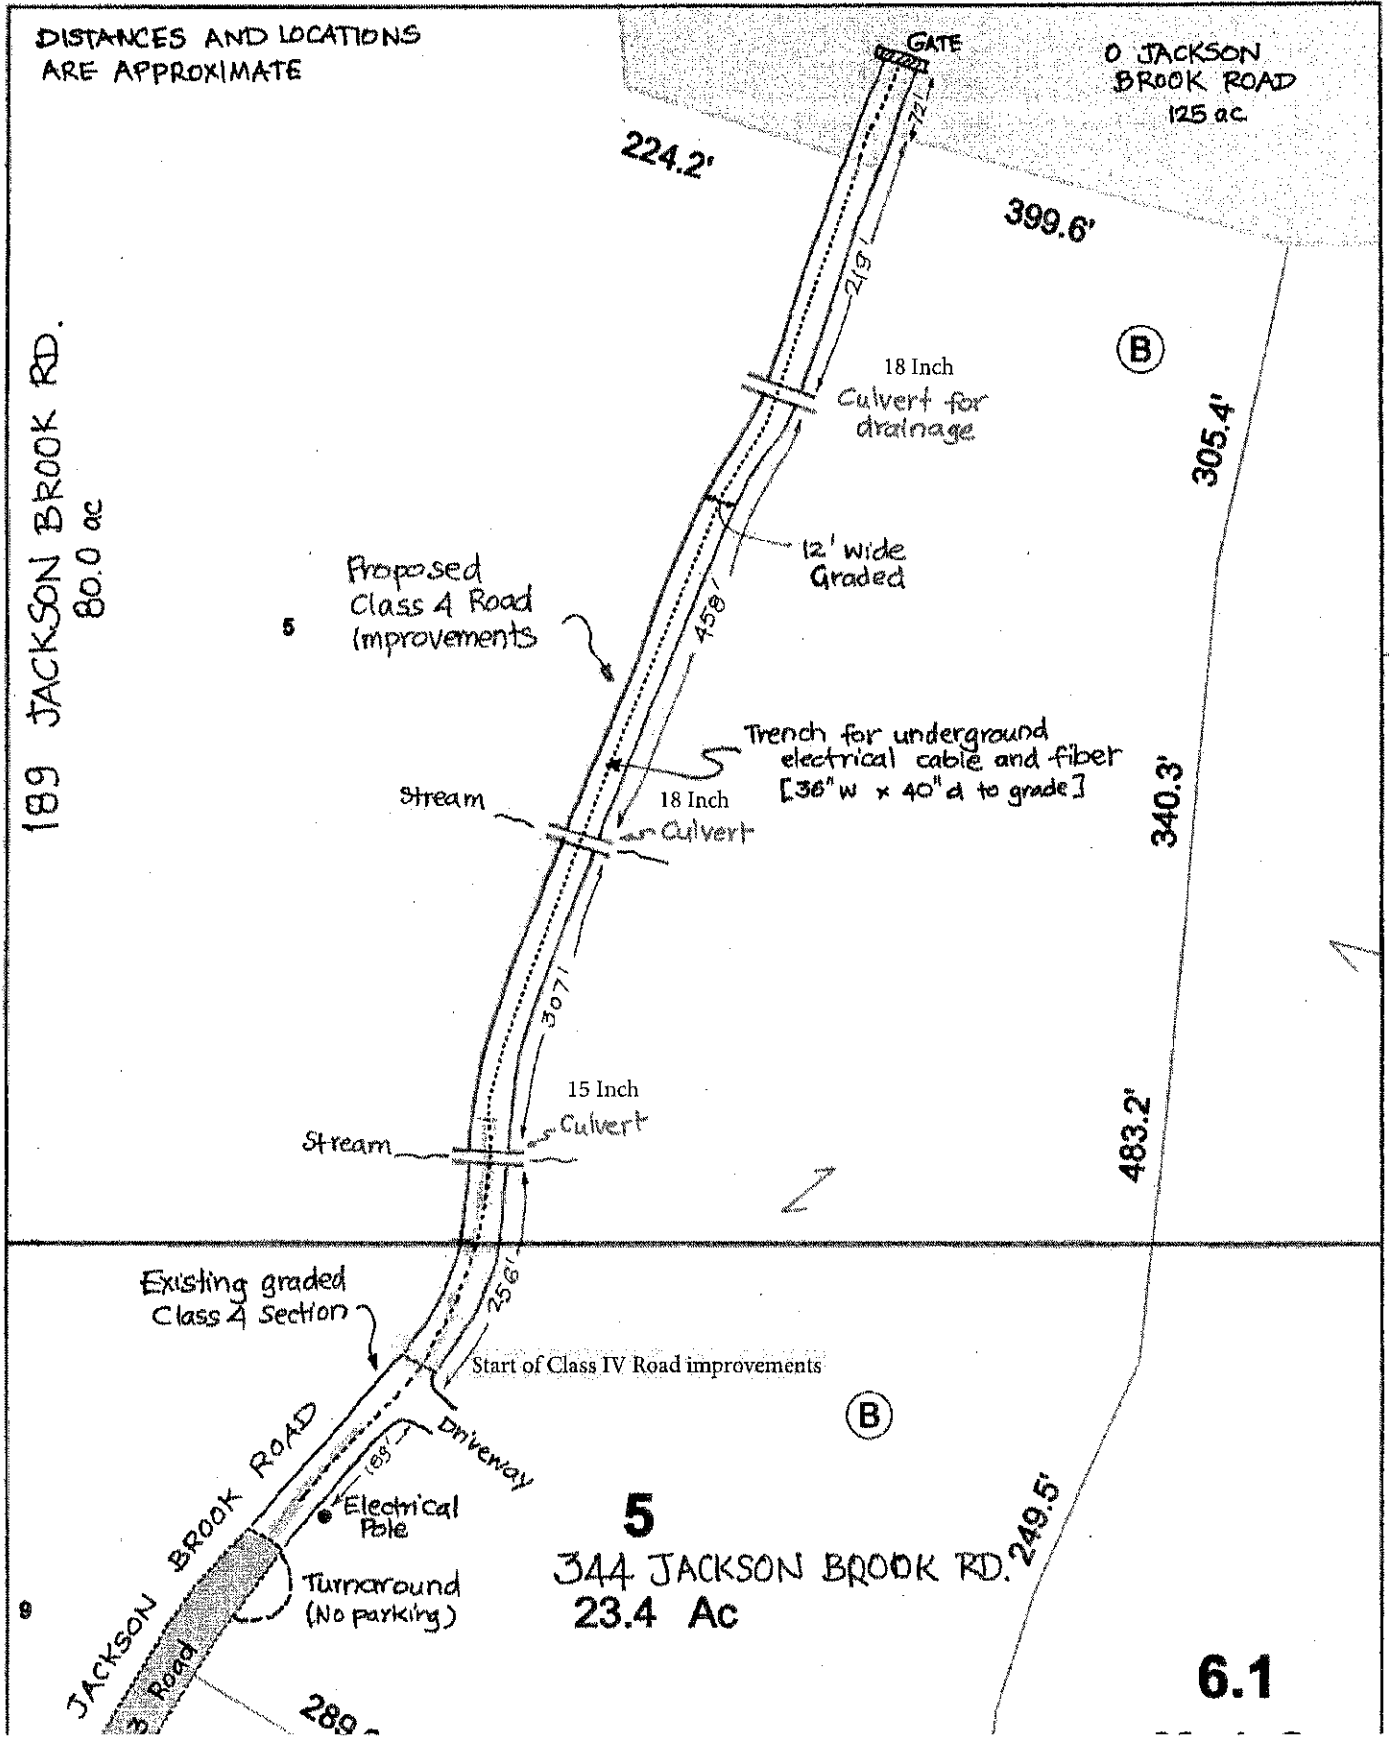 DISTANCES AND LOCATIONS
ARE APPROXIMATE
GATE
0 JACKSON
BROOK ROAD
125 ac
72'
224.2'
399.6'
219'
B
18 Inch
Culvert for
drainage
305.4'
189 JACKSON BROOK RD.
80.0 ac
12' wide
Graded
Proposed
Class 4 Road
Improvements
5
458'
Trench for underground
electrical cable and fiber
[36" W x 40" d to grade]
Stream
18 Inch
Culvert
340.3'
307'
15 Inch
Culvert
Stream
483.2'
Existing graded
Class 4 Section
256'
Start of Class IV Road improvements
B
Driveway
189'
JACKSON BROOK ROAD
Electrical
Pole
5
344 JACKSON BROOK RD.
23.4 Ac
249.5'
Turnaround
(No parking)
9
3 Road
6.1